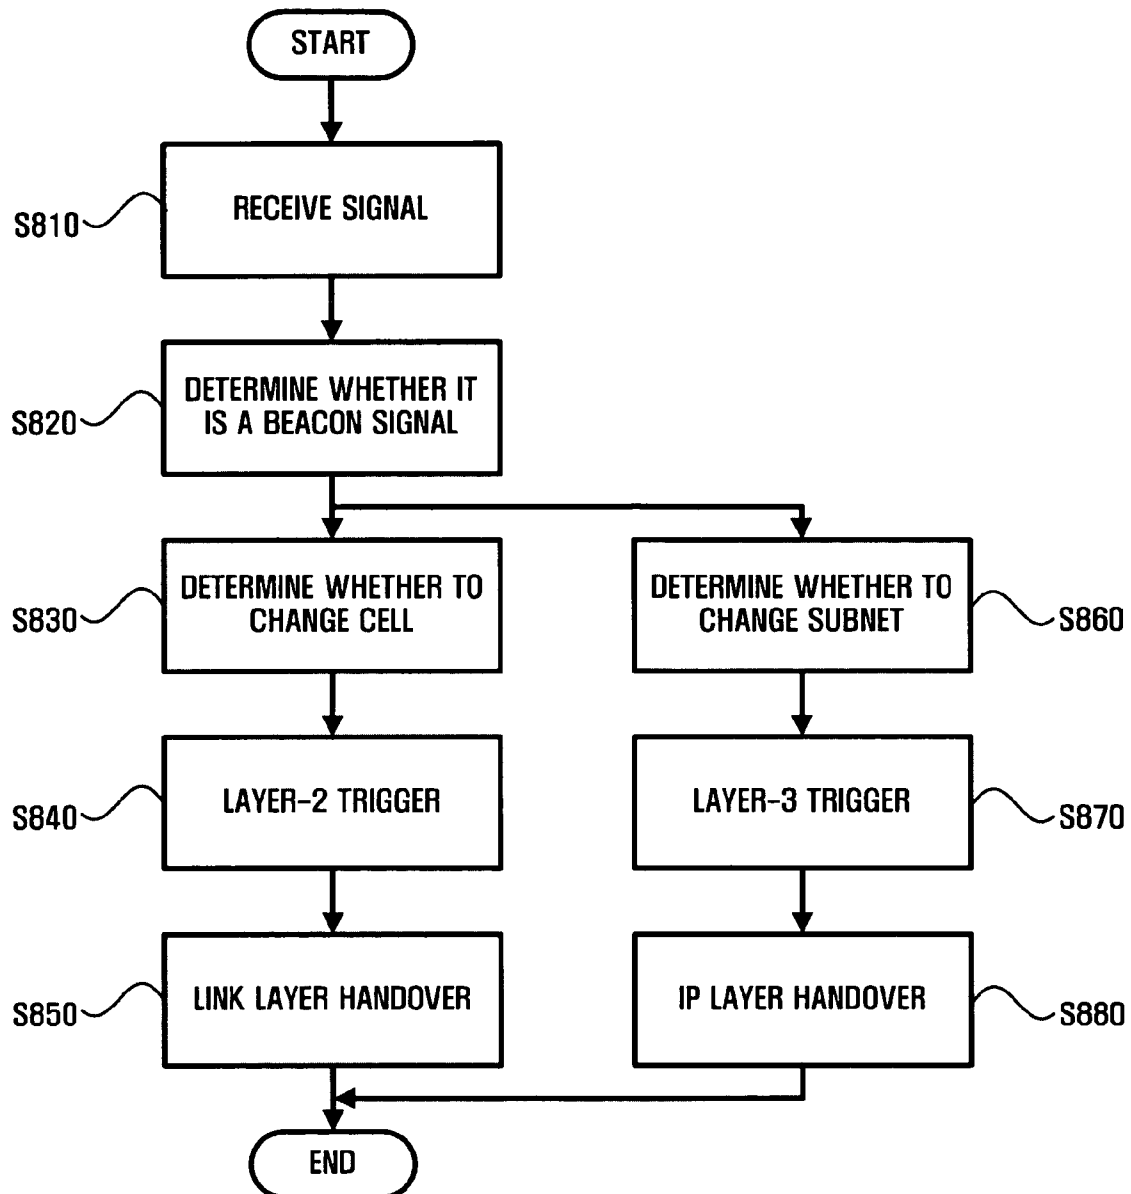 START
RECEIVE SIGNAL
S810
DETERMINE WHETHER IT
IS A BEACON SIGNAL
S820
DETERMINE WHETHER TO
CHANGE CELL
S830
DETERMINE WHETHER TO
CHANGE SUBNET
S860
LAYER-2 TRIGGER
S840
LAYER-3 TRIGGER
S870
LINK LAYER HANDOVER
S850
IP LAYER HANDOVER
S880
END